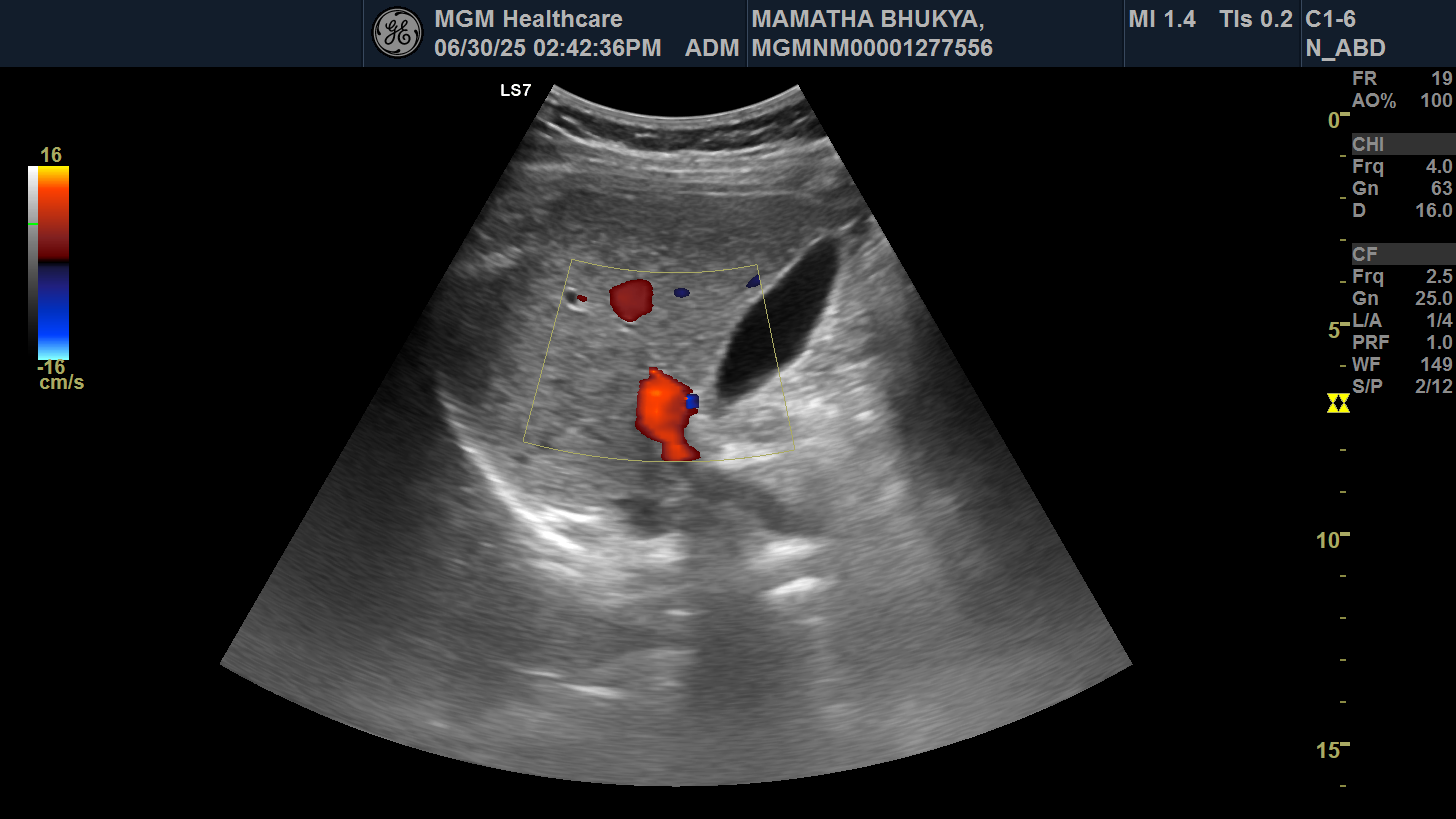 MGM Healthcare
06/30/25 02:42:36PM ADM
MAMATHA BHUKYA,
MGMNM00001277556
MI 1.4 TIs 0.2
C1-6
N_ABD
LS7
FR 19
AO% 100
CHI
Frq 4.0
Gn 63
D 16.0
CF
Frq 2.5
Gn 25.0
L/A 1/4
PRF 1.0
WF 149
S/P 2/12
16
-16
cm/s
0
5
10
15